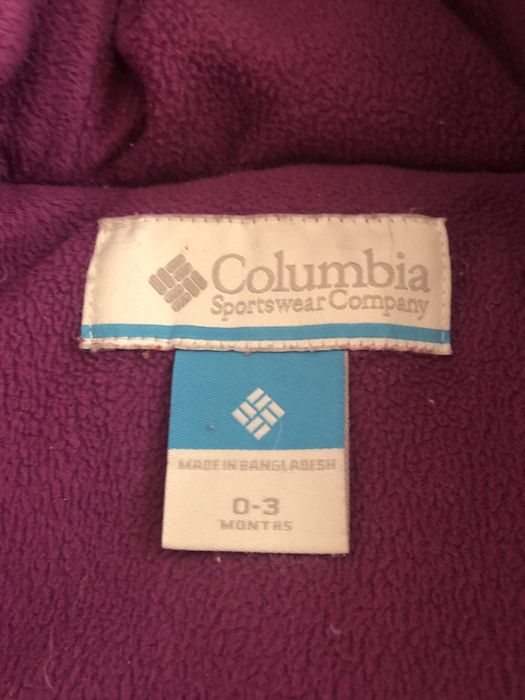 Columbia
Sportswear Company
MADE IN BANGLADESH
0-3
MONTHS